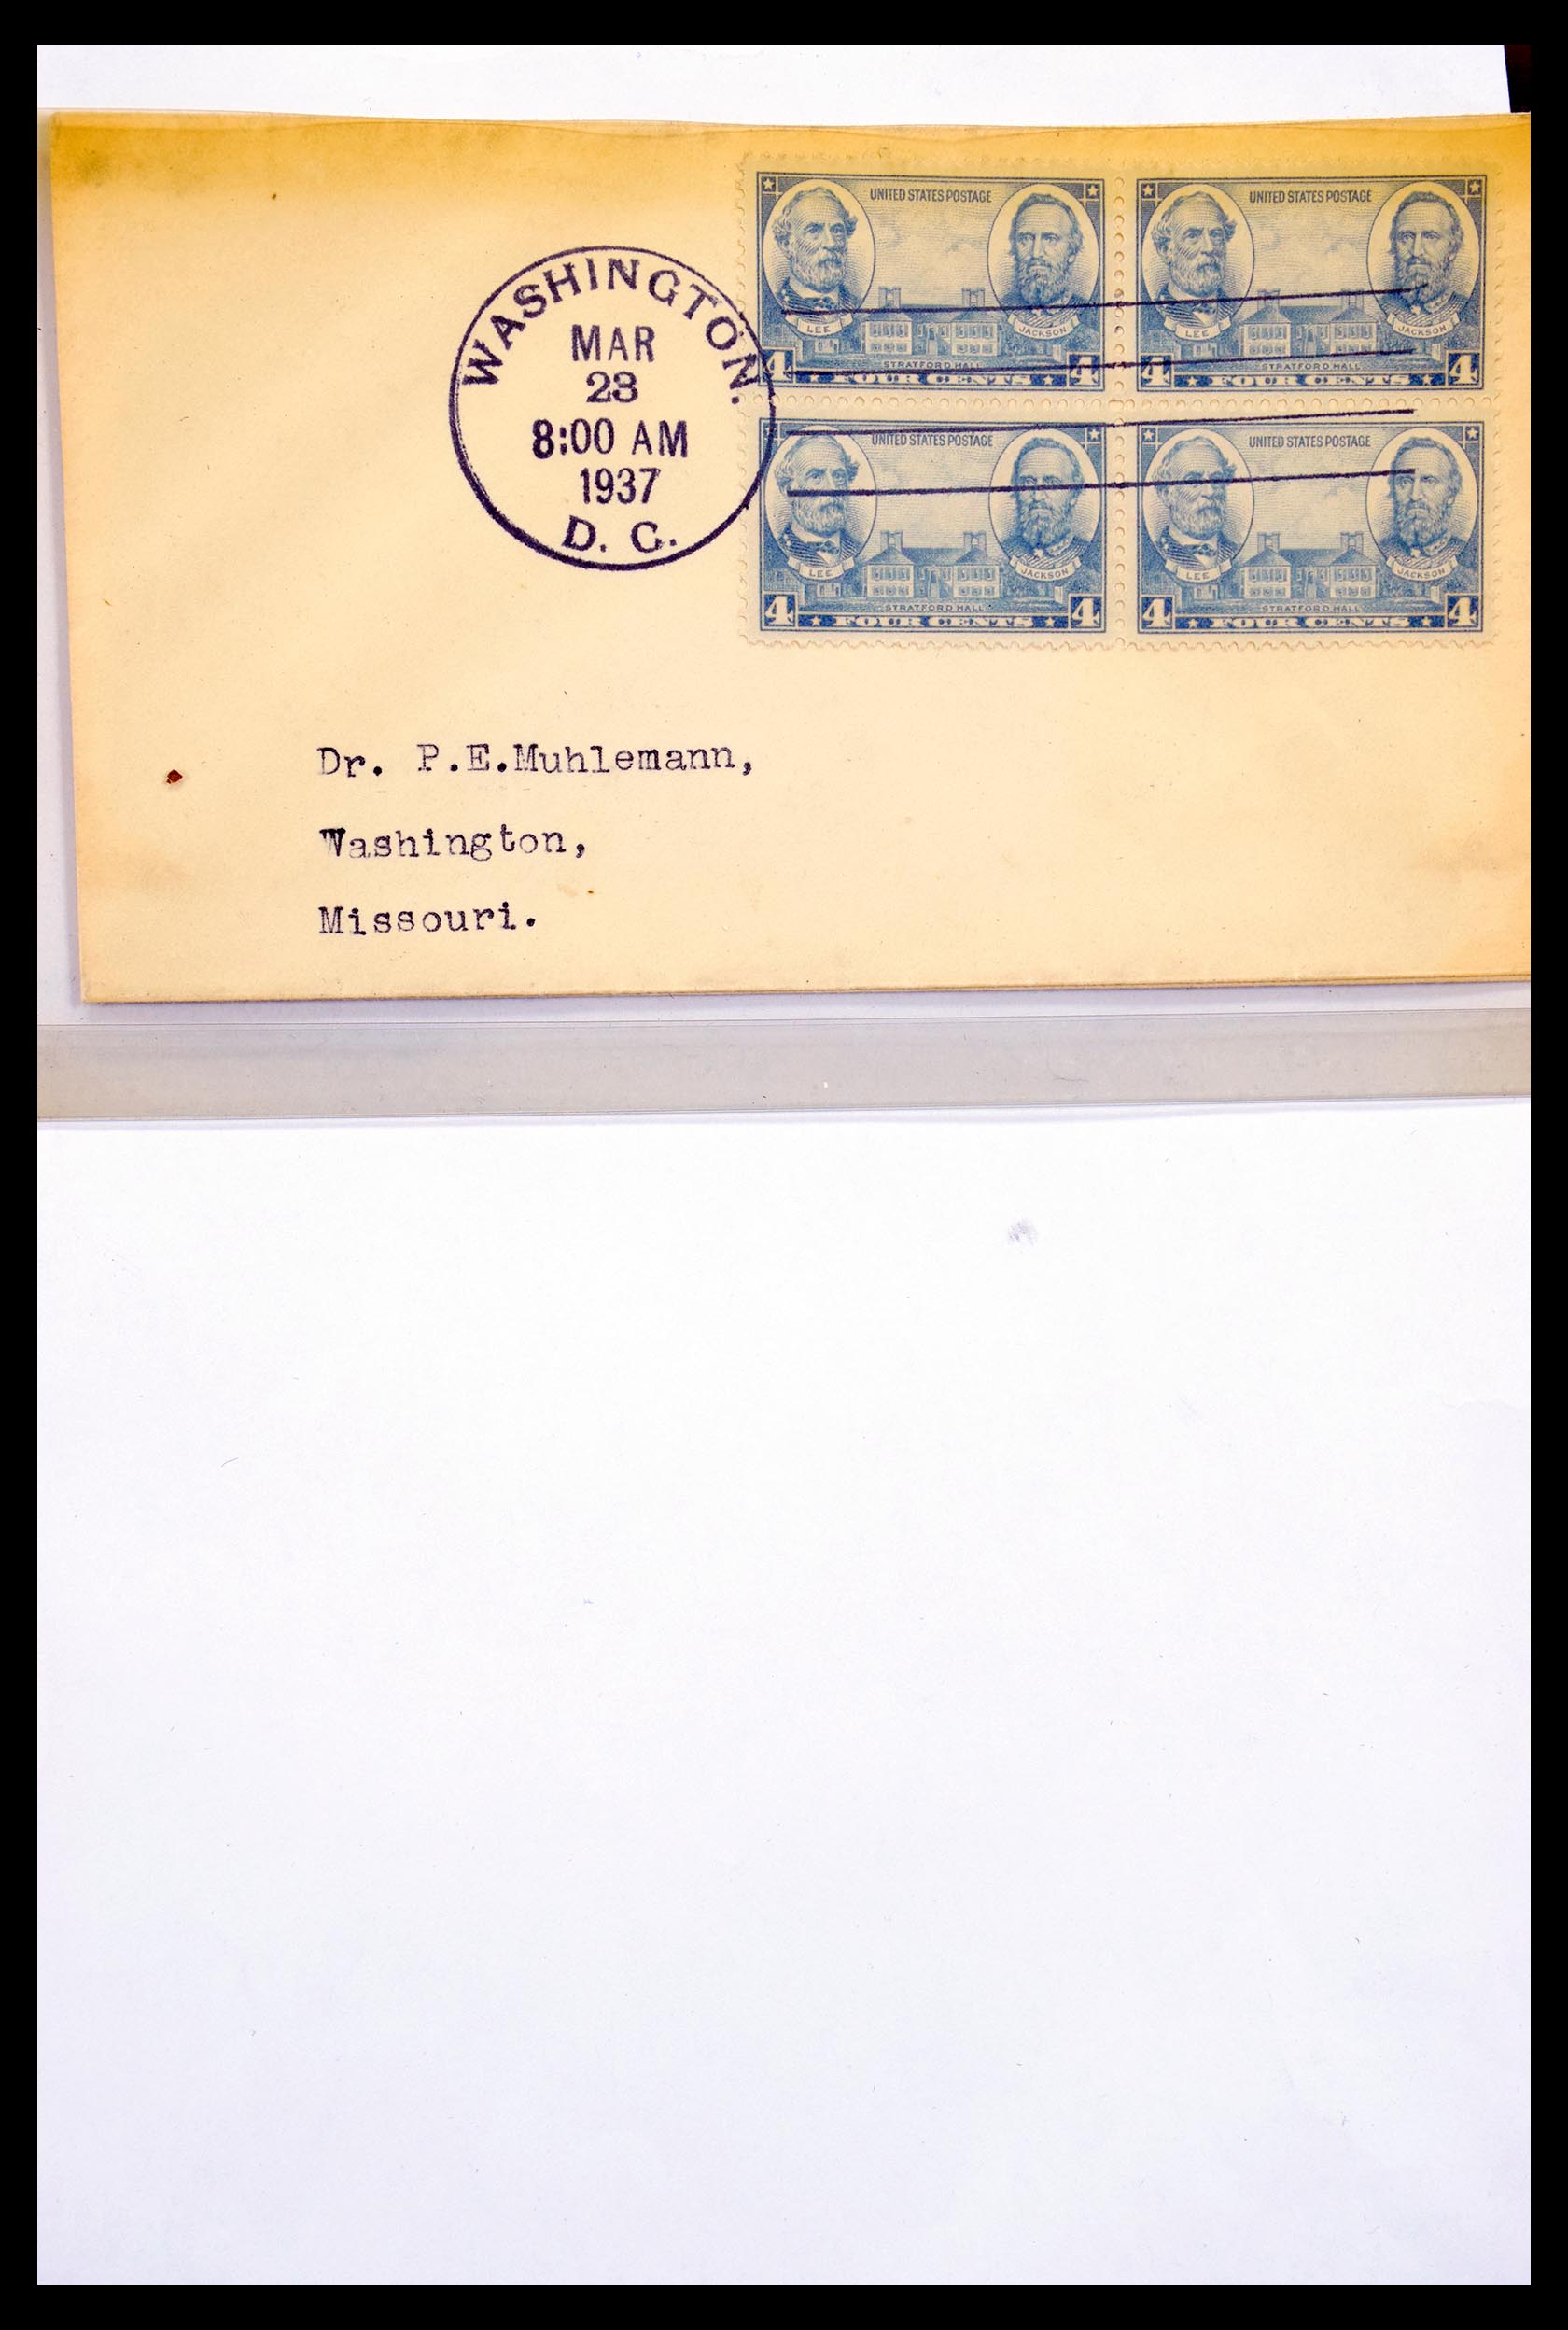 WASHINGTON.
MAR
23
8:00 AM
1937
D. C.
UNITED STATES POSTAGE
LEE
JACKSON
STRATFORD HALL
4 FOUR CENTS 4
UNITED STATES POSTAGE
LEE
JACKSON
STRATFORD HALL
4 FOUR CENTS 4
UNITED STATES POSTAGE
LEE
JACKSON
STRATFORD HALL
4 FOUR CENTS 4
UNITED STATES POSTAGE
LEE
JACKSON
STRATFORD HALL
4 FOUR CENTS 4
Dr. P.E.Muhlemann,
Washington,
Missouri.